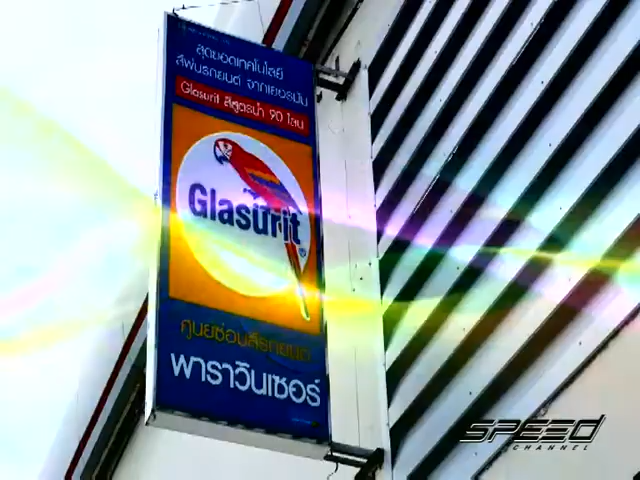 สุดยอดเทคโนโลยี
สีพ่นรถยนต์ จากเยอรมัน
Glasurit สีสูตรน้ำ 90 ไลน์
Glasurit
ศูนย์ซ่อมสีรถยนต์
พาราวินเซอร์
SPEED
CHANNEL